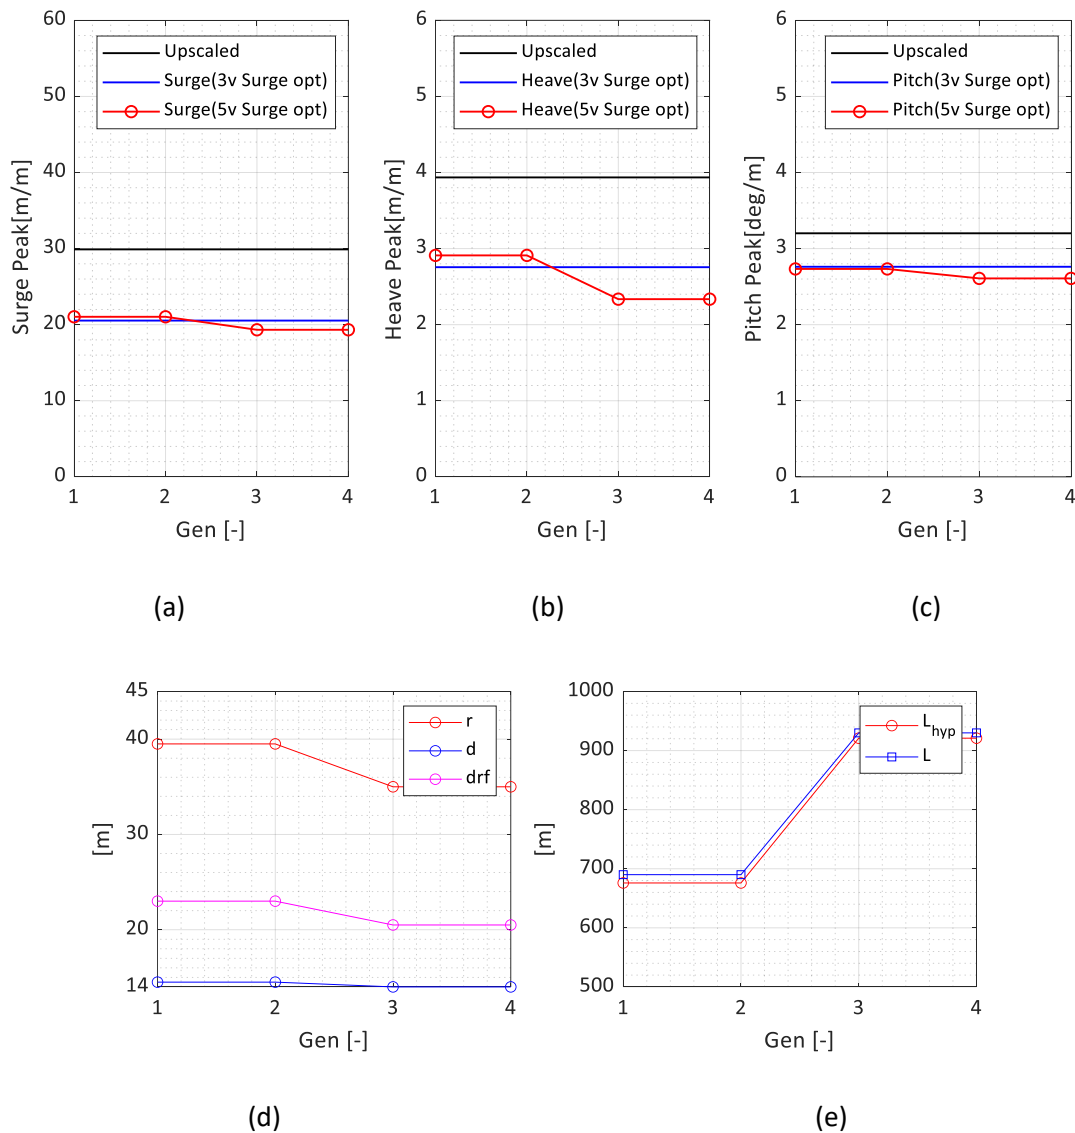 60
50
40
30
20
10
0
Surge Peak[m/m]
Upscaled
Surge(3v Surge opt)
Surge(5v Surge opt)
1 2 3 4
Gen [-]
(a)
6
5
4
3
2
1
0
Heave Peak[m/m]
Upscaled
Heave(3v Surge opt)
Heave(5v Surge opt)
1 2 3 4
Gen [-]
(b)
6
5
4
3
2
1
0
Pitch Peak[deg/m]
Upscaled
Pitch(3v Surge opt)
Pitch(5v Surge opt)
1 2 3 4
Gen [-]
(c)
45
40
30
20
14
[m]
r
d
drf
1 2 3 4
Gen [-]
(d)
1000
900
800
700
600
500
[m]
L_hyp
L
1 2 3 4
Gen [-]
(e)